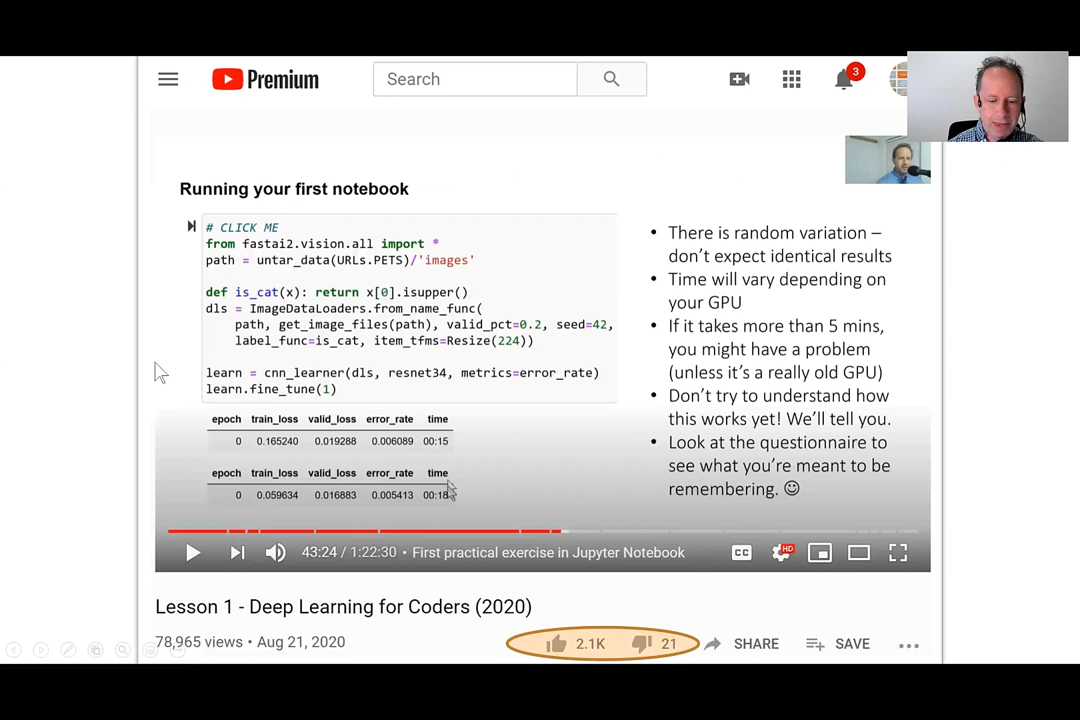 Premium
Search
3
Running your first notebook
# CLICK ME
from fastai2.vision.all import *
path = untar_data(URLs.PETS)/'images'
def is_cat(x): return x[0].isupper()
dls = ImageDataLoaders.from_name_func(
path, get_image_files(path), valid_pct=0.2, seed=42,
label_func=is_cat, item_tfms=Resize(224))
learn = cnn_learner(dls, resnet34, metrics=error_rate)
learn.fine_tune(1)
epoch train_loss valid_loss error_rate time
0 0.165240 0.019288 0.006089 00:15
epoch train_loss valid_loss error_rate time
0 0.059634 0.016883 0.005413 00:18
• There is random variation –
don't expect identical results
• Time will vary depending on
your GPU
• If it takes more than 5 mins,
you might have a problem
(unless it's a really old GPU)
• Don't try to understand how
this works yet! We'll tell you.
• Look at the questionnaire to
see what you're meant to be
remembering. ☺
43:24 / 1:22:30 • First practical exercise in Jupyter Notebook
CC
HD
Lesson 1 - Deep Learning for Coders (2020)
78,965 views • Aug 21, 2020
2.1K 21 SHARE SAVE